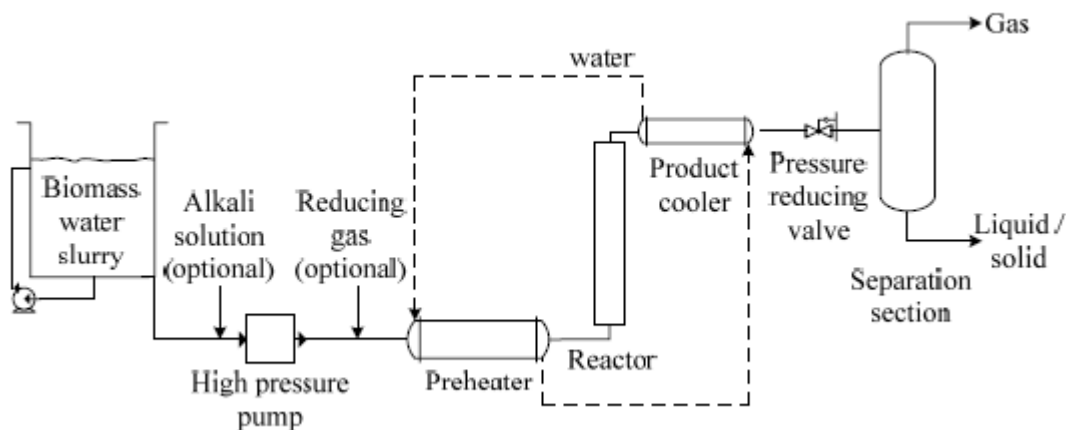 Gas
water
Biomass
water
slurry
Alkali
solution
(optional)
Reducing
gas
(optional)
Product
cooler
Pressure
reducing
valve
Liquid /
solid
Separation
section
High pressure
pump
Preheater
Reactor